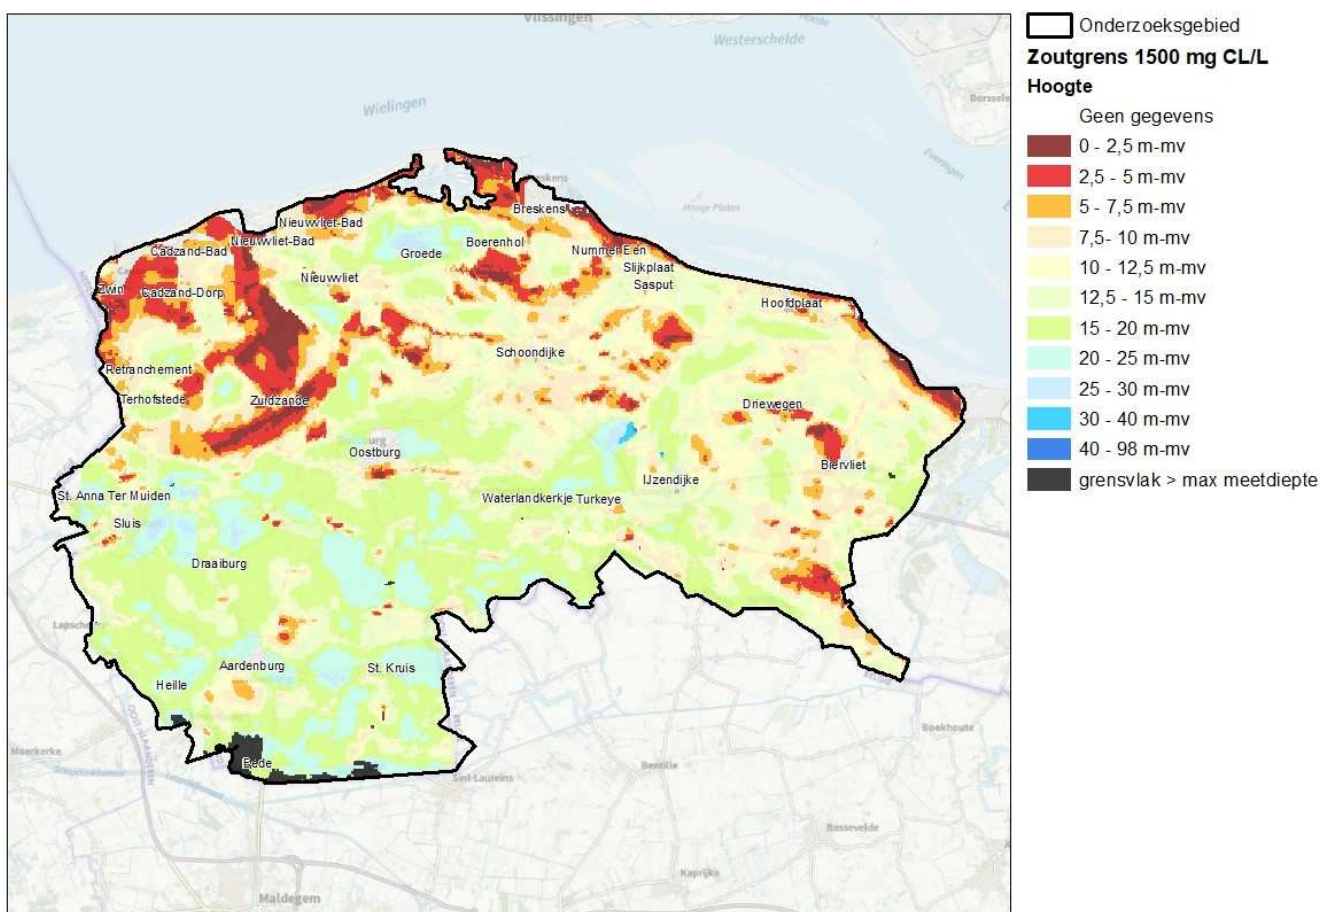 Vlissingen
Westerschelde
Wielingen
Everingen
Hooge Platen
Breskens
Nieuwvliet-Bad
Nieuwvliet-Bad
Cadzand-Bad
Boerenhol
Nummer Een
Groede
Slijkplaat
Sasput
Nieuwvliet
Zwin
Cadzand-Dorp
Hoofdplaat
Schoondijke
Retranchement
Terhofstede
Zuidzande
Driewegen
Oostburg
Biervliet
IJzendijke
St. Anna Ter Muiden
Waterlandkerkje Turkeye
Sluis
Draaiburg
Aardenburg
St. Kruis
Heille
Eede
Moerkerke
Sint-Laureins
Bentille
Boekhoute
Bassevelde
Kaprijke
Maldegem
Onderzoeksgebied
Zoutgrens 1500 mg CL/L
Hoogte
Geen gegevens
0 - 2,5 m-mv
2,5 - 5 m-mv
5 - 7,5 m-mv
7,5- 10 m-mv
10 - 12,5 m-mv
12,5 - 15 m-mv
15 - 20 m-mv
20 - 25 m-mv
25 - 30 m-mv
30 - 40 m-mv
40 - 98 m-mv
grensvlak > max meetdiepte